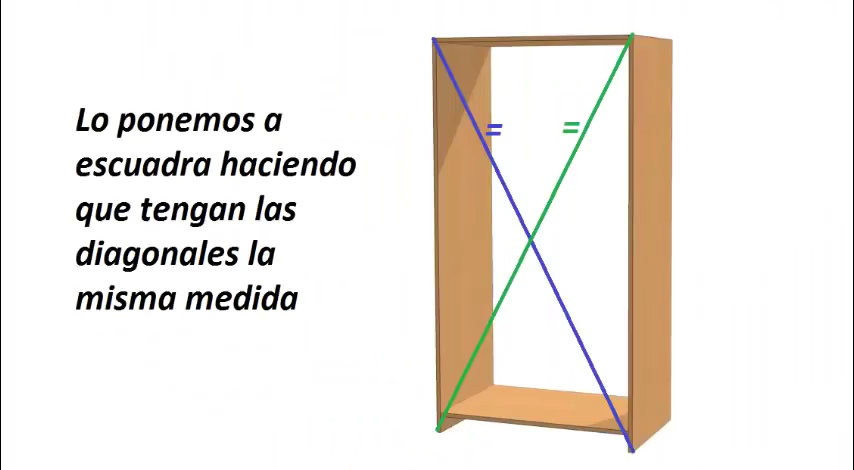 Lo ponemos a
escuadra haciendo
que tengan las
diagonales la
misma medida
= =